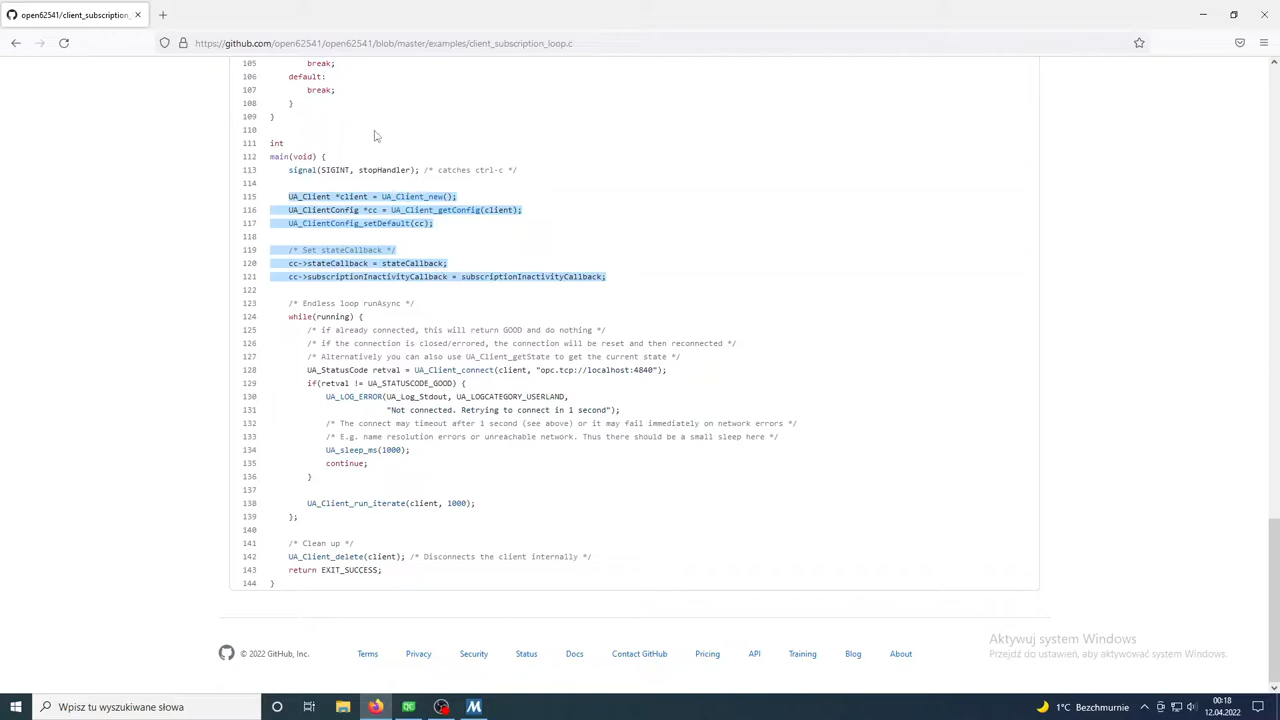 open62541/client_subscription_
https://github.com/open62541/open62541/blob/master/examples/client_subscription_loop.c
105 break;
106 default:
107 break;
108 }
109 }
110
111 int
112 main(void) {
113 signal(SIGINT, stopHandler); /* catches ctrl-c */
114
115 UA_Client *client = UA_Client_new();
116 UA_ClientConfig *cc = UA_Client_getConfig(client);
117 UA_ClientConfig_setDefault(cc);
118
119 /* Set stateCallback */
120 cc->stateCallback = stateCallback;
121 cc->subscriptionInactivityCallback = subscriptionInactivityCallback;
122
123 /* Endless loop runAsync */
124 while(running) {
125 /* if already connected, this will return GOOD and do nothing */
126 /* if the connection is closed/errored, the connection will be reset and then reconnected */
127 /* Alternatively you can also use UA_Client_getState to get the current state */
128 UA_StatusCode retval = UA_Client_connect(client, "opc.tcp://localhost:4840");
129 if(retval != UA_STATUSCODE_GOOD) {
130 UA_LOG_ERROR(UA_Log_Stdout, UA_LOGCATEGORY_USERLAND,
131 "Not connected. Retrying to connect in 1 second");
132 /* The connect may timeout after 1 second (see above) or it may fail immediately on network errors */
133 /* E.g. name resolution errors or unreachable network. Thus there should be a small sleep here */
134 UA_sleep_ms(1000);
135 continue;
136 }
137
138 UA_Client_run_iterate(client, 1000);
139 };
140
141 /* Clean up */
142 UA_Client_delete(client); /* Disconnects the client internally */
143 return EXIT_SUCCESS;
144 }
© 2022 GitHub, Inc. Terms Privacy Security Status Docs Contact GitHub Pricing API Training Blog About
Aktywuj system Windows
Przejdź do ustawień, aby aktywować system Windows.
Wpisz tu wyszukiwane słowa
QC
M
1°C Bezchmurnie
00:18
12.04.2022